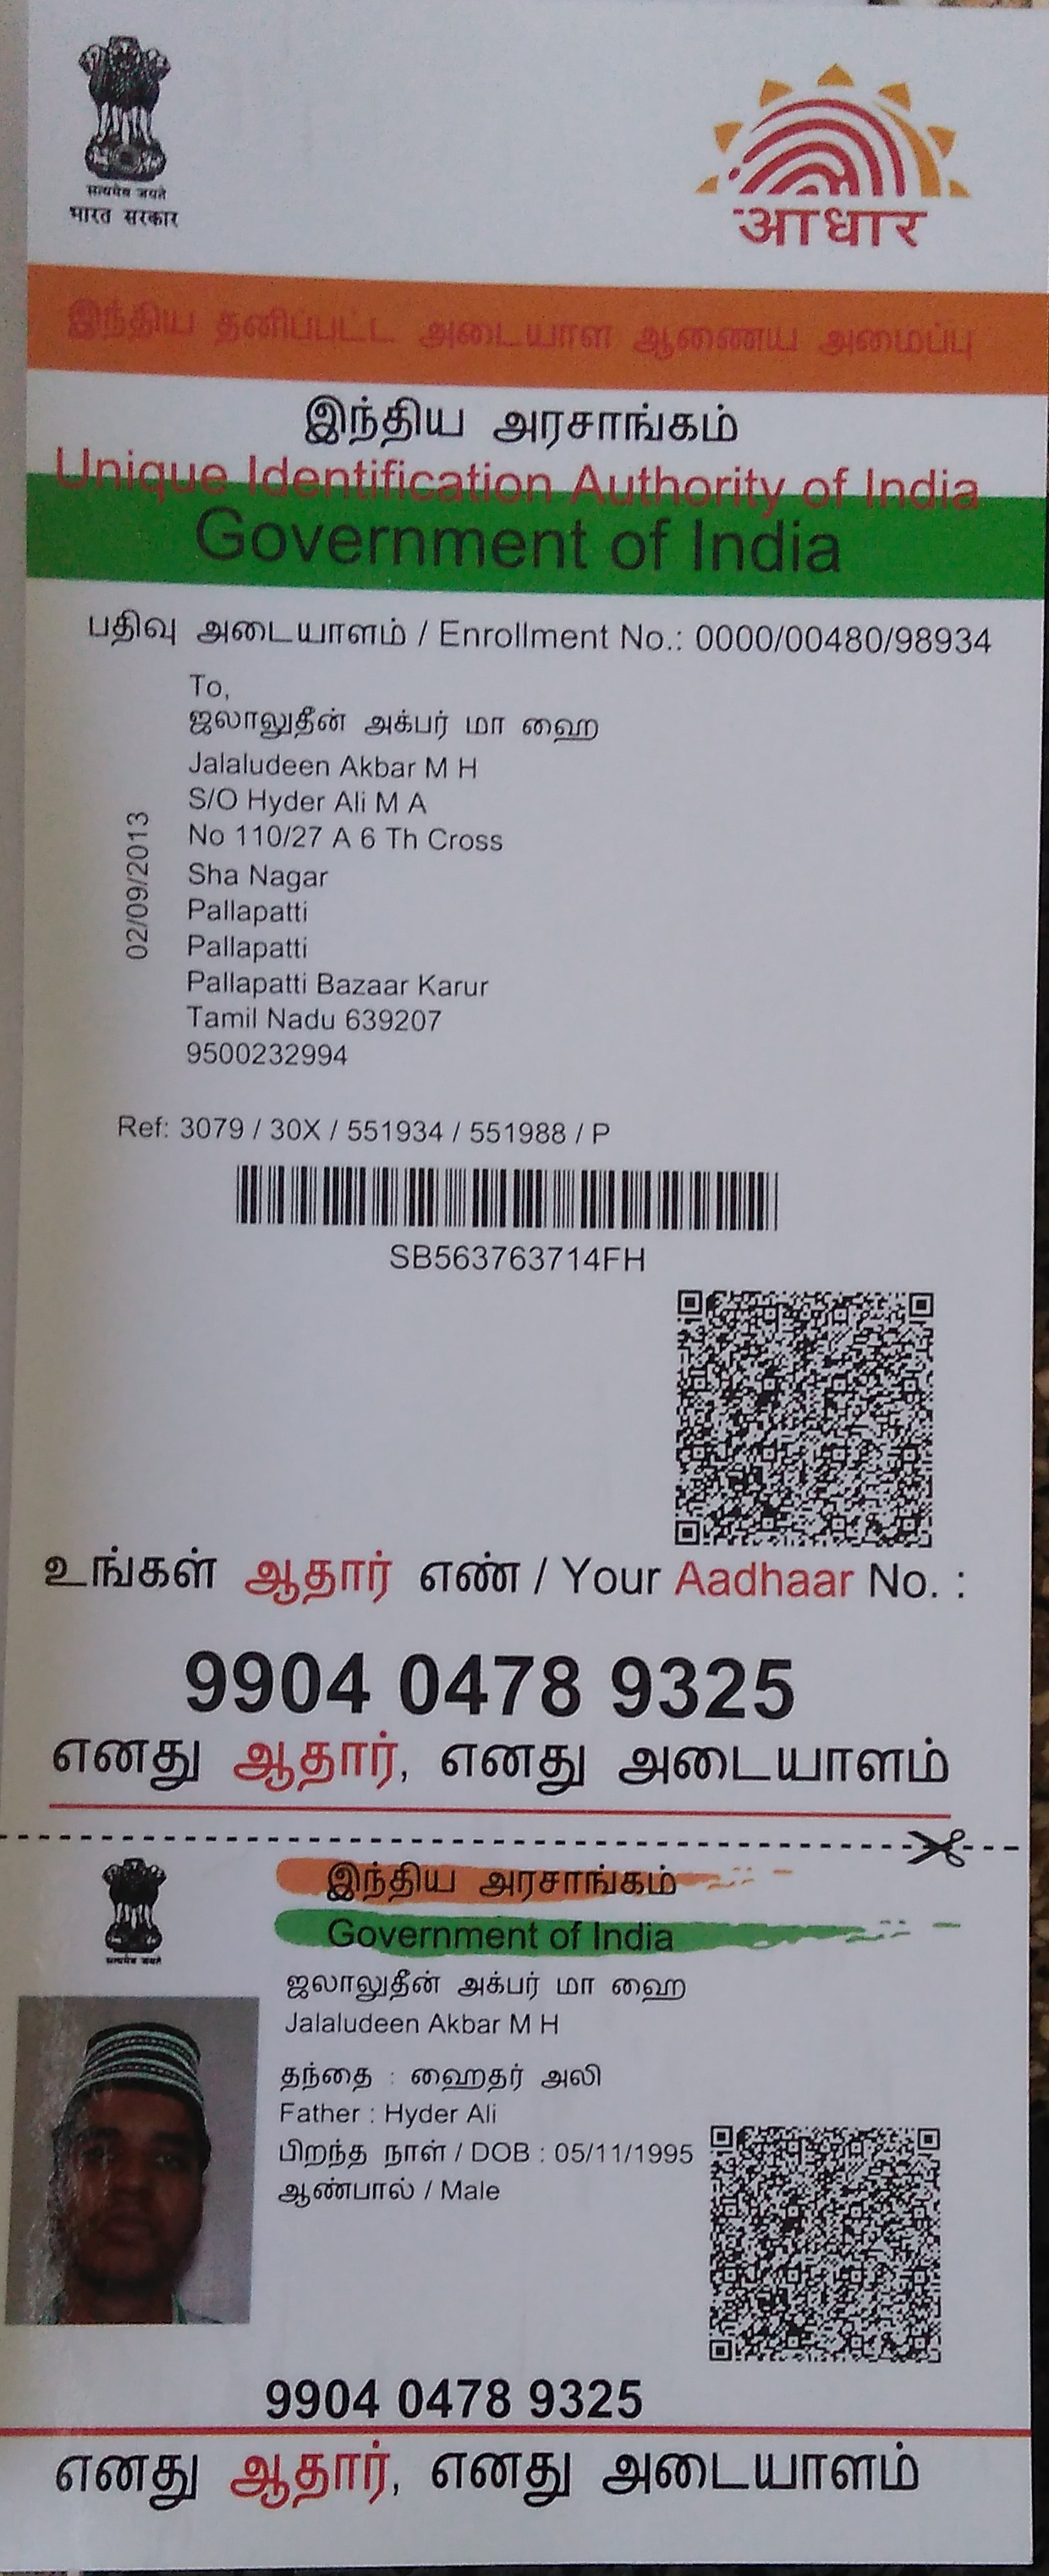 सत्यमेव जयते
भारत सरकार
आधार
இந்திய தனிப்பட்ட அடையாள ஆணைய அமைப்பு
இந்திய அரசாங்கம்
Unique Identification Authority of India
Government of India
பதிவு அடையாளம் / Enrollment No.: 0000/00480/98934
To,
ஜலாலுதீன் அக்பர் மா ஹை
Jalaludeen Akbar M H
S/O Hyder Ali M A
No 110/27 A 6 Th Cross
Sha Nagar
Pallapatti
Pallapatti
Pallapatti Bazaar Karur
Tamil Nadu 639207
9500232994
02/09/2013
Ref: 3079 / 30X / 551934 / 551988 / P
SB563763714FH
உங்கள் ஆதார் எண் / Your Aadhaar No. :
9904 0478 9325
எனது ஆதார், எனது அடையாளம்
सत्यमेव जयते
இந்திய அரசாங்கம்
Government of India
ஜலாலுதீன் அக்பர் மா ஹை
Jalaludeen Akbar M H
தந்தை : ஹைதர் அலி
Father : Hyder Ali
பிறந்த நாள் / DOB : 05/11/1995
ஆண்பால் / Male
9904 0478 9325
எனது ஆதார், எனது அடையாளம்